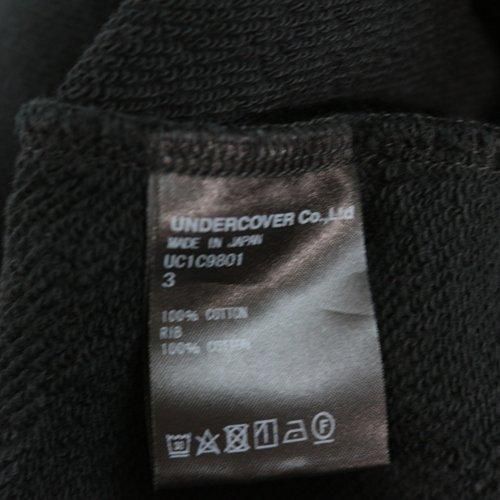 UNDERCOVER Co.,Ltd
MADE IN JAPAN
UC1C9801
3
100% COTTON
RIB
100% COTTON
F